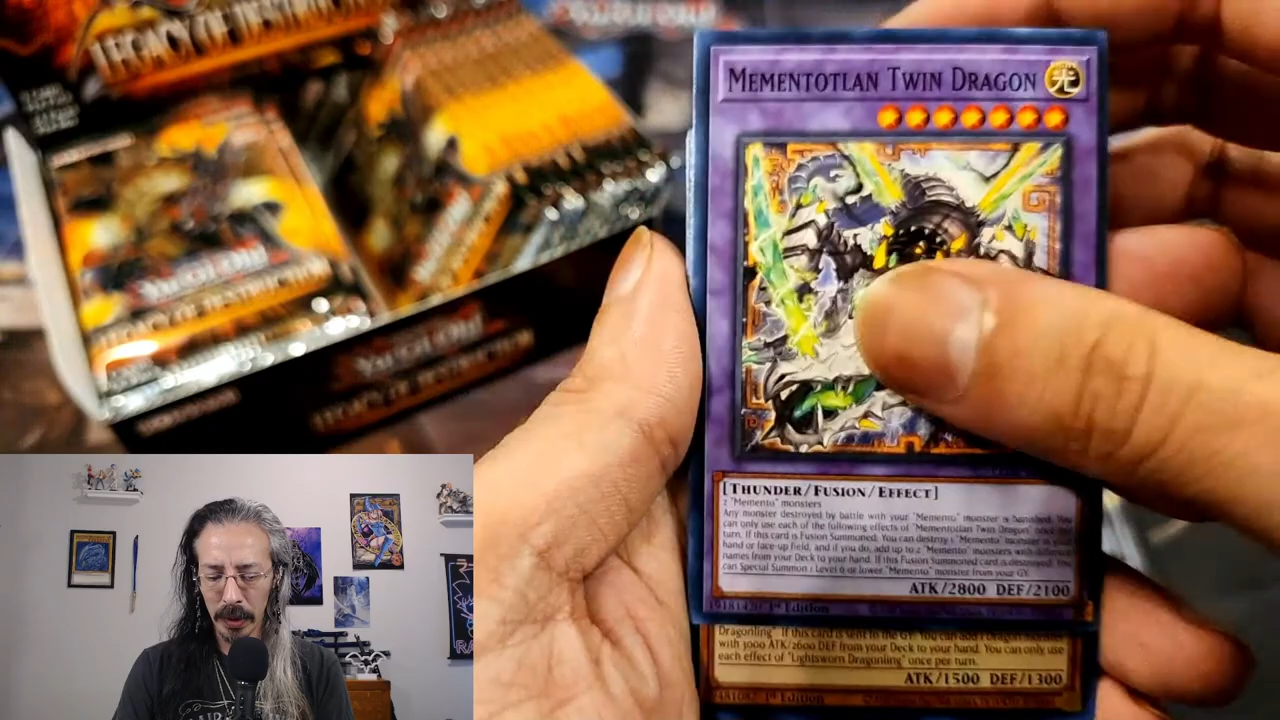 LEGACY OF DESTRUCTION
Yu-Gi-Oh!
LEGACY OF DESTRUCTION
Yu-Gi-Oh!
LEGACY OF DESTRUCTION
MEMENTOTLAN TWIN DRAGON
LIGHT
光
[THUNDER/FUSION/EFFECT]
2 "Memento" monsters
Any monster destroyed by battle with your "Memento" monster is banished. You
can only use each of the following effects of "Mementotlan Twin Dragon" once per
turn. If this card is Fusion Summoned: You can destroy 1 "Memento" monster in your
hand or face-up field, and if you do, add up to 2 "Memento" monsters with different
names from your Deck to your hand. If this Fusion Summoned card is destroyed: You
can Special Summon 1 Level 6 or lower "Memento" monster from your GY.
ATK/2800 DEF/2100
1st Edition
Dragonling" If this card is sent to the GY: You can add 1 Dragon monster
with 3000 ATK/2600 DEF from your Deck to your hand. You can only use
each effect of "Lightsworn Dragonling" once per turn.
ATK/1500 DEF/1300
1st Edition
RA